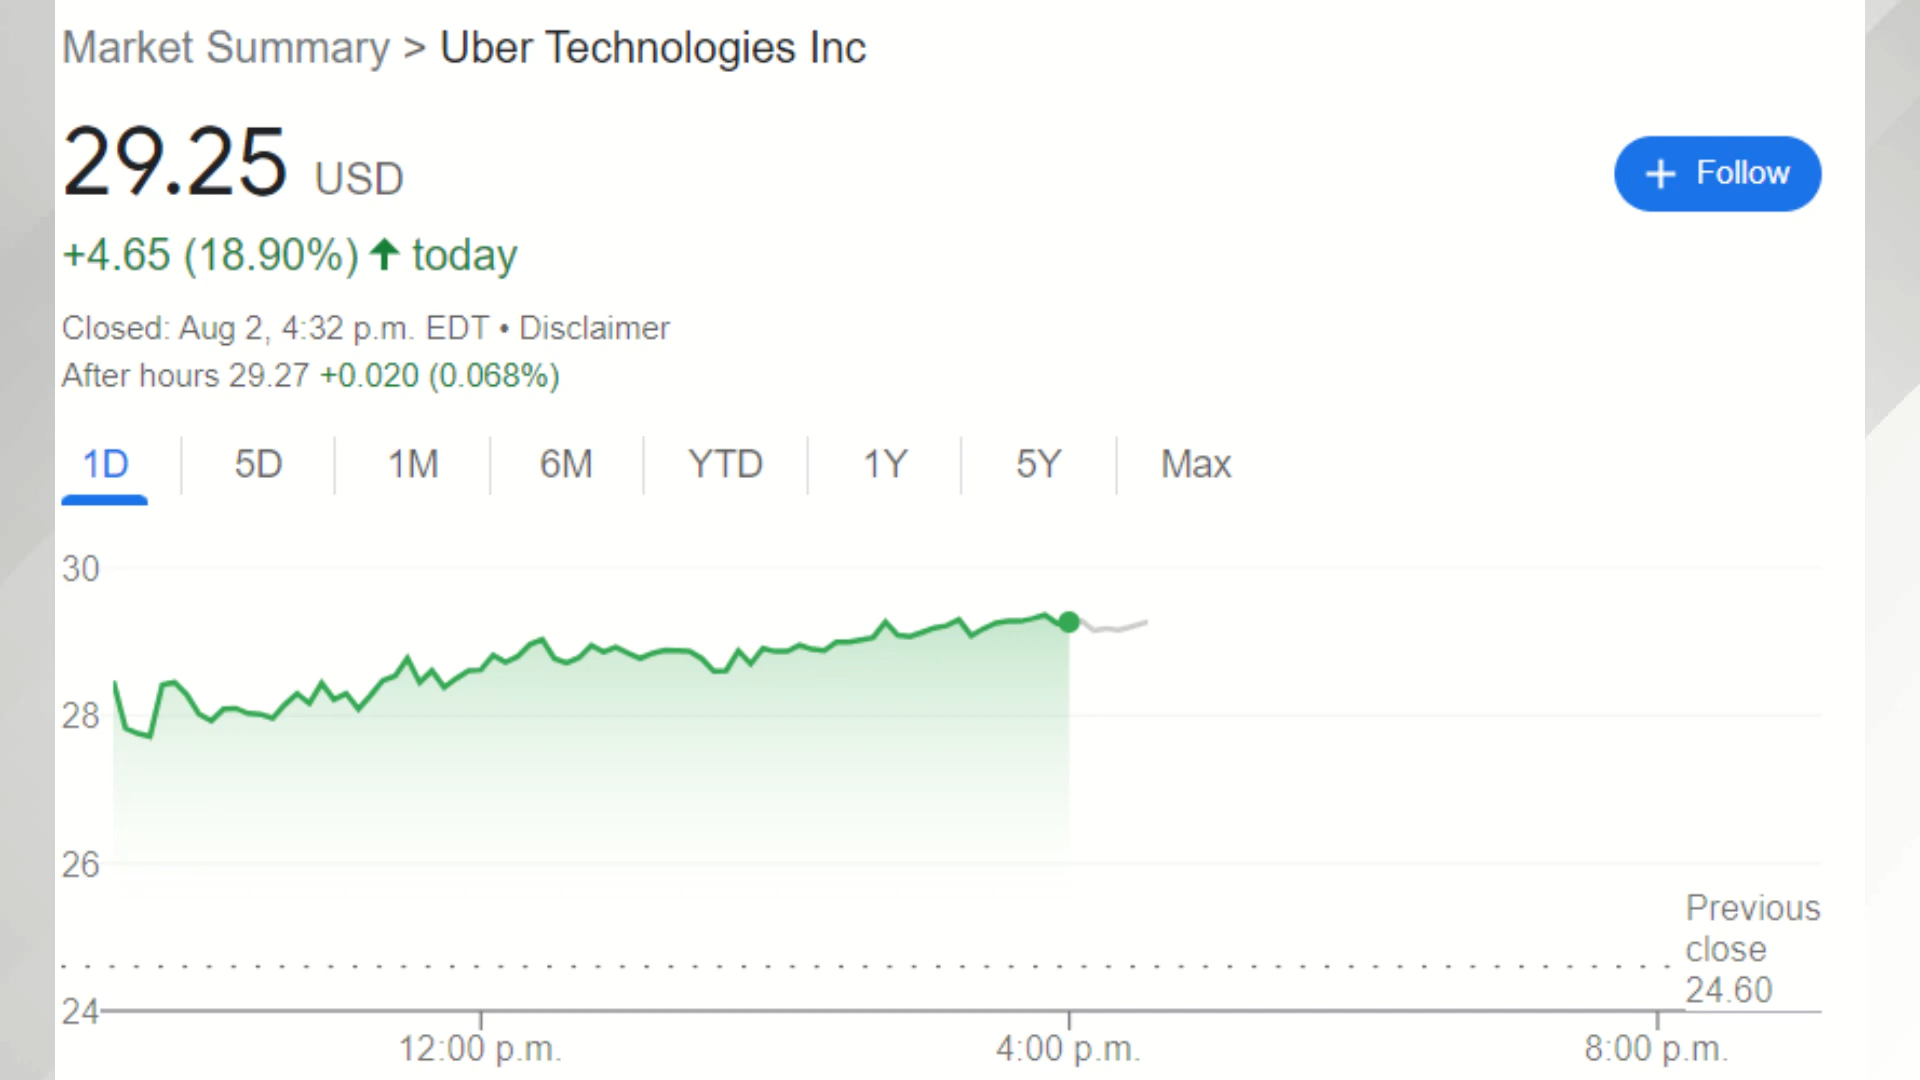 Market Summary > Uber Technologies Inc
29.25 USD
+ Follow
+4.65 (18.90%) ↑ today
Closed: Aug 2, 4:32 p.m. EDT • Disclaimer
After hours 29.27 +0.020 (0.068%)
1D 5D 1M 6M YTD 1Y 5Y Max
30
28
26
Previous
close
24.60
24
12:00 p.m. 4:00 p.m. 8:00 p.m.